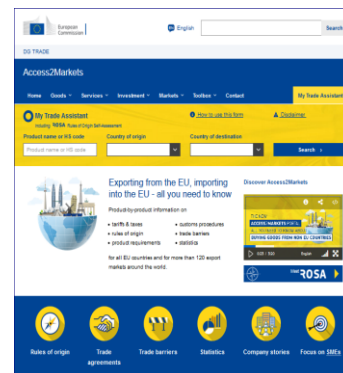 European
Commission
English
Search
DG TRADE
Access2Markets
Home Goods Services Investment Markets Toolbox Contact My Trade Assistant
My Trade Assistant
including ROSA Rules of Origin Self-Assessment
How to use this form
Disclaimer
Product name or HS code Country of origin Country of destination
Product name or HS code
Search ›
Exporting from the EU, importing
into the EU - all you need to know
Product-by-product information on
• tariffs & taxes • customs procedures
• rules of origin • trade barriers
• product requirements • statistics
for all EU countries and for more than 120 export
markets around the world.
Discover Access2Markets
ACCESS2MARKETS PORTAL
BUYING GOODS FROM NON EU COUNTRIES
English
ROSA
Rules of origin
Trade
agreements
Trade barriers
Statistics
Company stories
Focus on SMEs